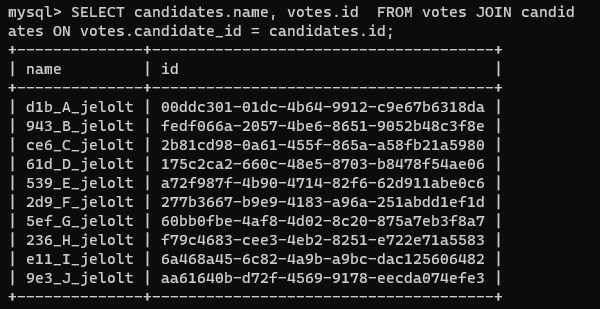 mysql> SELECT candidates.name, votes.id  FROM votes JOIN candid
ates ON votes.candidate_id = candidates.id;
+-------------+--------------------------------------+
| name        | id                                   |
+-------------+--------------------------------------+
| d1b_A_jelolt | 00ddc301-01dc-4b64-9912-c9e67b6318da |
| 943_B_jelolt | fedf066a-2057-4be6-8651-9052b48c3f8e |
| ce6_C_jelolt | 2b81cd98-0a61-455f-865a-a58fb21a5980 |
| 61d_D_jelolt | 175c2ca2-660c-48e5-8703-b8478f54ae06 |
| 539_E_jelolt | a72f987f-4b90-4714-82f6-62d911abe0c6 |
| 2d9_F_jelolt | 277b3667-b9e9-4183-a96a-251abdd1ef1d |
| 5ef_G_jelolt | 60bb0fbe-4af8-4d02-8c20-875a7eb3f8a7 |
| 236_H_jelolt | f79c4683-cee3-4eb2-8251-e722e71a5583 |
| e11_I_jelolt | 6a468a45-6c82-4a9b-a9bc-dac125606482 |
| 9e3_J_jelolt | aa61640b-d72f-4569-9178-eecda074efe3 |
+-------------+--------------------------------------+